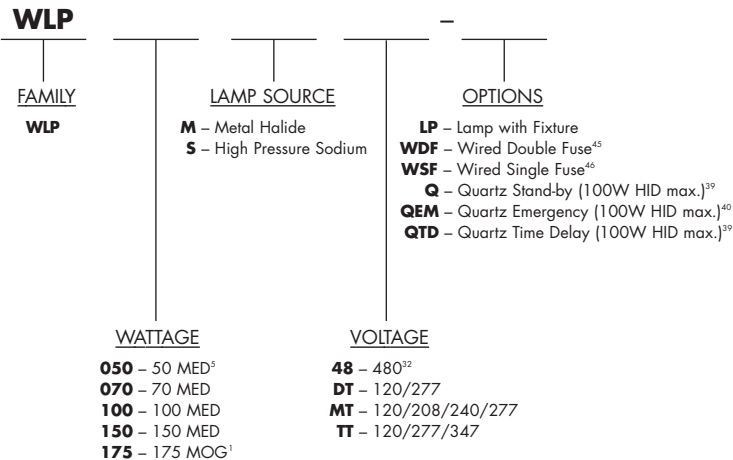 WLP –
FAMILY
WLP
LAMP SOURCE
M – Metal Halide
S – High Pressure Sodium
OPTIONS
LP – Lamp with Fixture
WDF – Wired Double Fuse⁴⁵
WSF – Wired Single Fuse⁴⁶
Q – Quartz Stand-by (100W HID max.)³⁹
QEM – Quartz Emergency (100W HID max.)⁴⁰
QTD – Quartz Time Delay (100W HID max.)³⁹
WATTAGE
050 – 50 MED⁵
070 – 70 MED
100 – 100 MED
150 – 150 MED
175 – 175 MOG¹
VOLTAGE
48 – 480³²
DT – 120/277
MT – 120/208/240/277
TT – 120/277/347